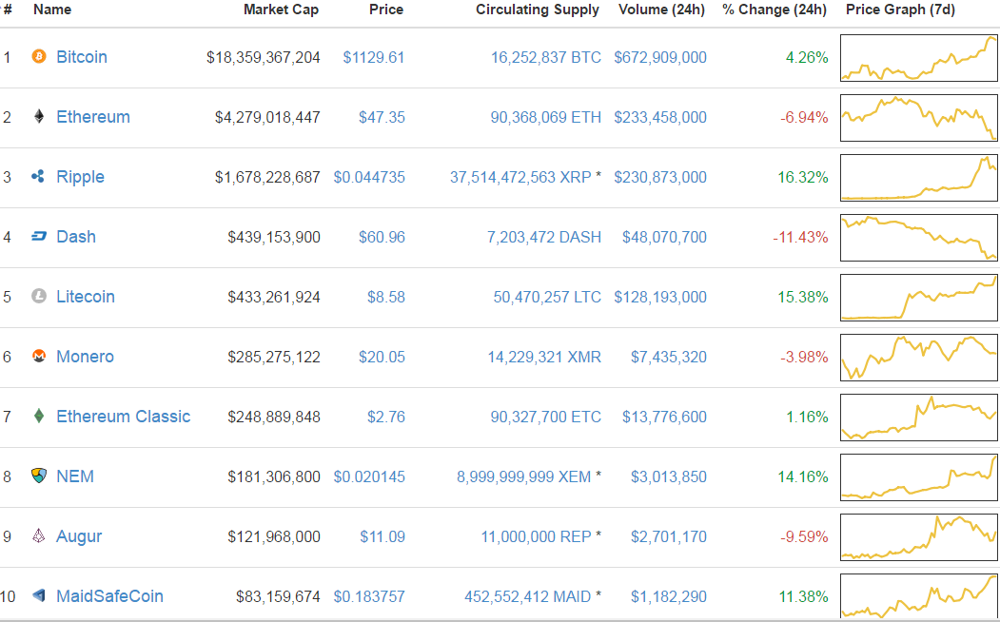 # Name Market Cap Price Circulating Supply Volume (24h) % Change (24h) Price Graph (7d)
1 Bitcoin $18,359,367,204 $1129.61 16,252,837 BTC $672,909,000 4.26%
2 Ethereum $4,279,018,447 $47.35 90,368,069 ETH $233,458,000 -6.94%
3 Ripple $1,678,228,687 $0.044735 37,514,472,563 XRP * $230,873,000 16.32%
4 Dash $439,153,900 $60.96 7,203,472 DASH $48,070,700 -11.43%
5 Litecoin $433,261,924 $8.58 50,470,257 LTC $128,193,000 15.38%
6 Monero $285,275,122 $20.05 14,229,321 XMR $7,435,320 -3.98%
7 Ethereum Classic $248,889,848 $2.76 90,327,700 ETC $13,776,600 1.16%
8 NEM $181,306,800 $0.020145 8,999,999,999 XEM * $3,013,850 14.16%
9 Augur $121,968,000 $11.09 11,000,000 REP * $2,701,170 -9.59%
10 MaidSafeCoin $83,159,674 $0.183757 452,552,412 MAID * $1,182,290 11.38%